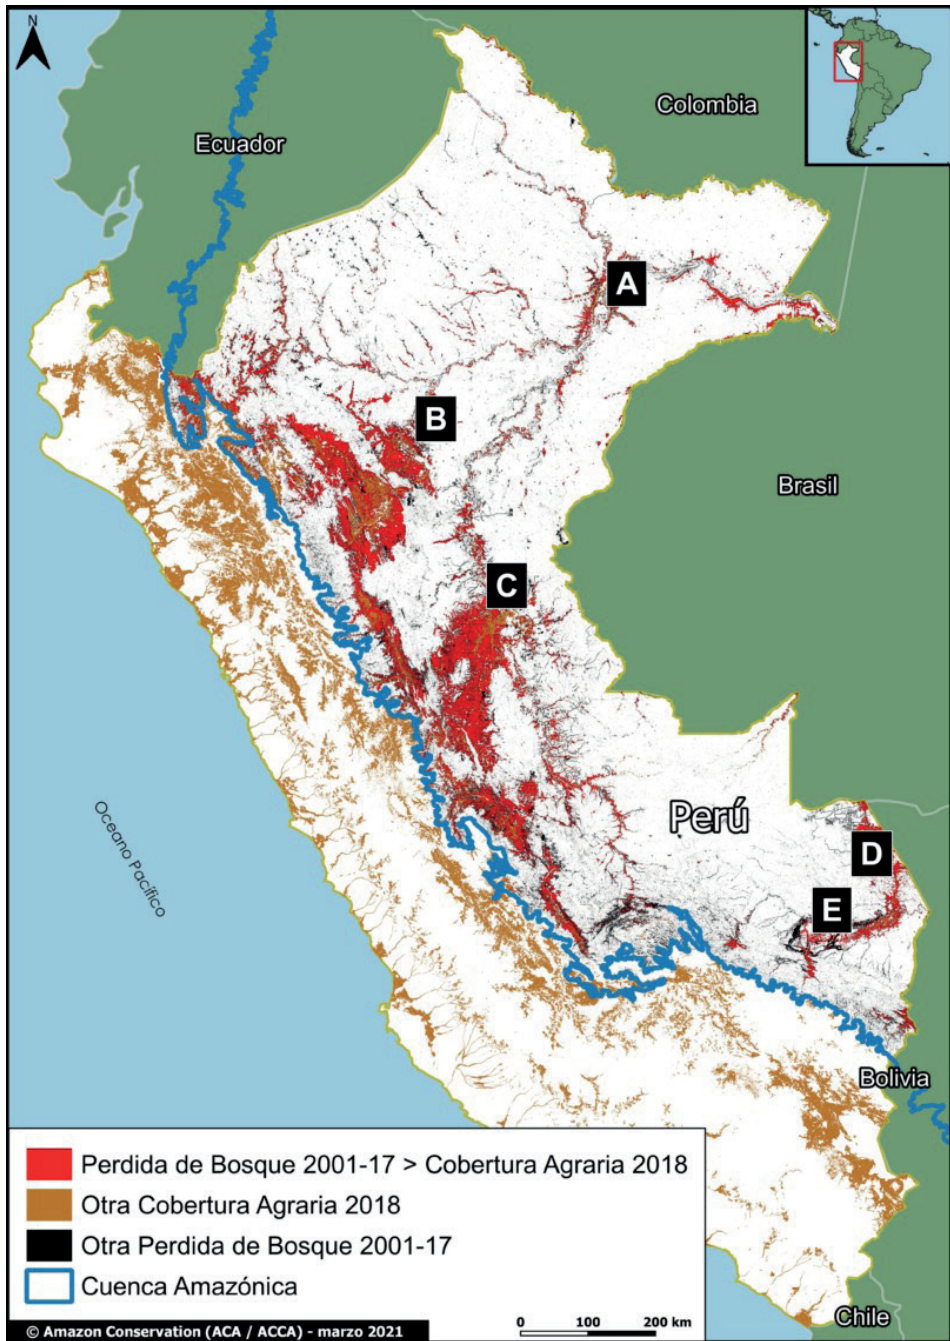 N
Colombia
Ecuador
A
Brasil
B
C
Perú
Oceano Pacífico
D
E
Bolivia
Perdida de Bosque 2001-17 > Cobertura Agraria 2018
Otra Cobertura Agraria 2018
Otra Perdida de Bosque 2001-17
Cuenca Amazónica
© Amazon Conservation (ACA / ACCA) - marzo 2021
0 100 200 km
Chile